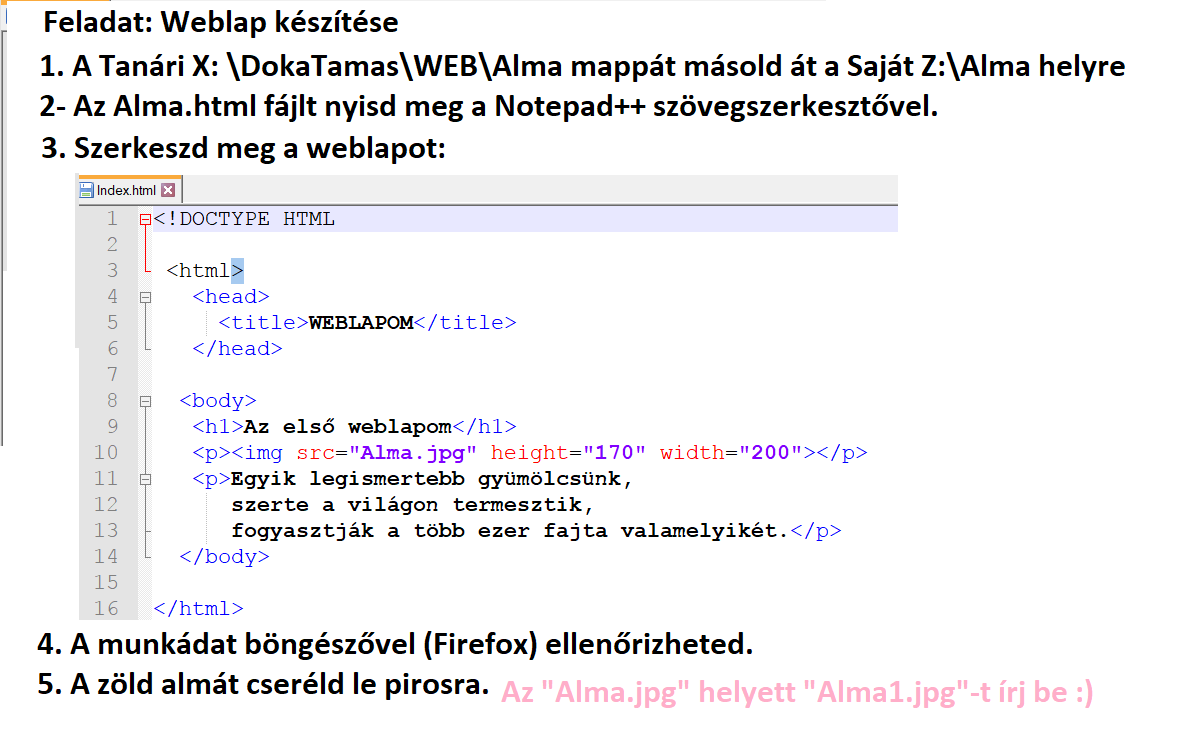 Feladat: Weblap készítése
1. A Tanári X: \DokaTamas\WEB\Alma mappát másold át a Saját Z:\Alma helyre
2- Az Alma.html fájlt nyisd meg a Notepad++ szövegszerkesztővel.
3. Szerkeszd meg a weblapot:
Index.html
1 <!DOCTYPE HTML
2
3 <html>
4 <head>
5 <title>WEBLAPOM</title>
6 </head>
7
8 <body>
9 <h1>Az első weblapom</h1>
10 <p><img src="Alma.jpg" height="170" width="200"></p>
11 <p>Egyik legismertebb gyümölcsünk,
12 szerte a világon termesztik,
13 fogyasztják a több ezer fajta valamelyikét.</p>
14 </body>
15
16 </html>
4. A munkádat böngészővel (Firefox) ellenőrizheted.
5. A zöld almát cseréld le pirosra. Az "Alma.jpg" helyett "Alma1.jpg"-t írj be :)